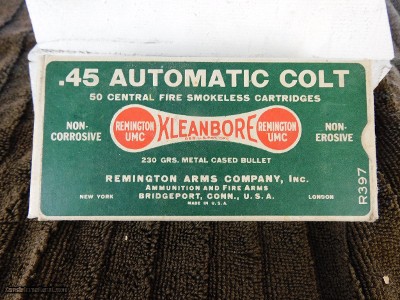 .45 AUTOMATIC COLT
50 CENTRAL FIRE SMOKELESS CARTRIDGES
NON-
CORROSIVE
REMINGTON
UMC
KLEANBORE
REMINGTON
UMC
NON-
EROSIVE
230 GRS. METAL CASED BULLET
REMINGTON ARMS COMPANY, INC.
AMMUNITION AND FIRE ARMS
NEW YORK
BRIDGEPORT, CONN., U.S.A.
LONDON
MADE IN U.S.A.
R397